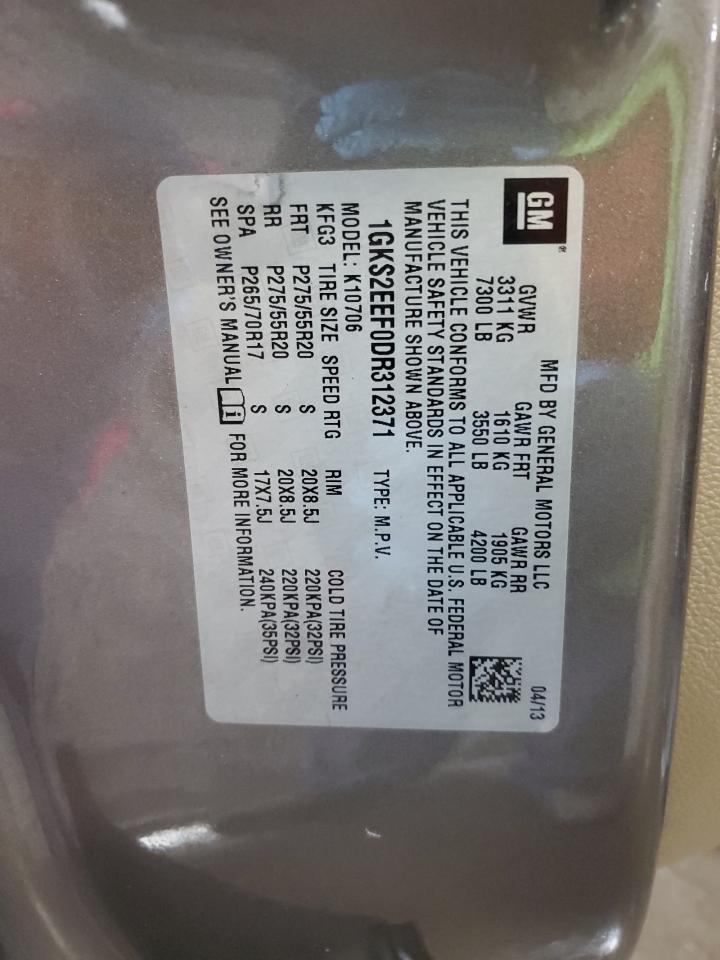 GM®
MFD BY GENERAL MOTORS LLC 04/13
GVWR GAWR FRT GAWR RR
3311 KG 1610 KG 1905 KG
7300 LB 3550 LB 4200 LB
THIS VEHICLE CONFORMS TO ALL APPLICABLE U.S. FEDERAL MOTOR
VEHICLE SAFETY STANDARDS IN EFFECT ON THE DATE OF
MANUFACTURE SHOWN ABOVE.
1GKS2EEF0DR312371 TYPE: M.P.V.
MODEL: K10706
KFG3 TIRE SIZE SPEED RTG RIM COLD TIRE PRESSURE
FRT P275/55R20 S 20X8.5J 220KPA(32PSI)
RR P275/55R20 S 20X8.5J 220KPA(32PSI)
SPA P265/70R17 S 17X7.5J 240KPA(35PSI)
SEE OWNER'S MANUAL FOR MORE INFORMATION.